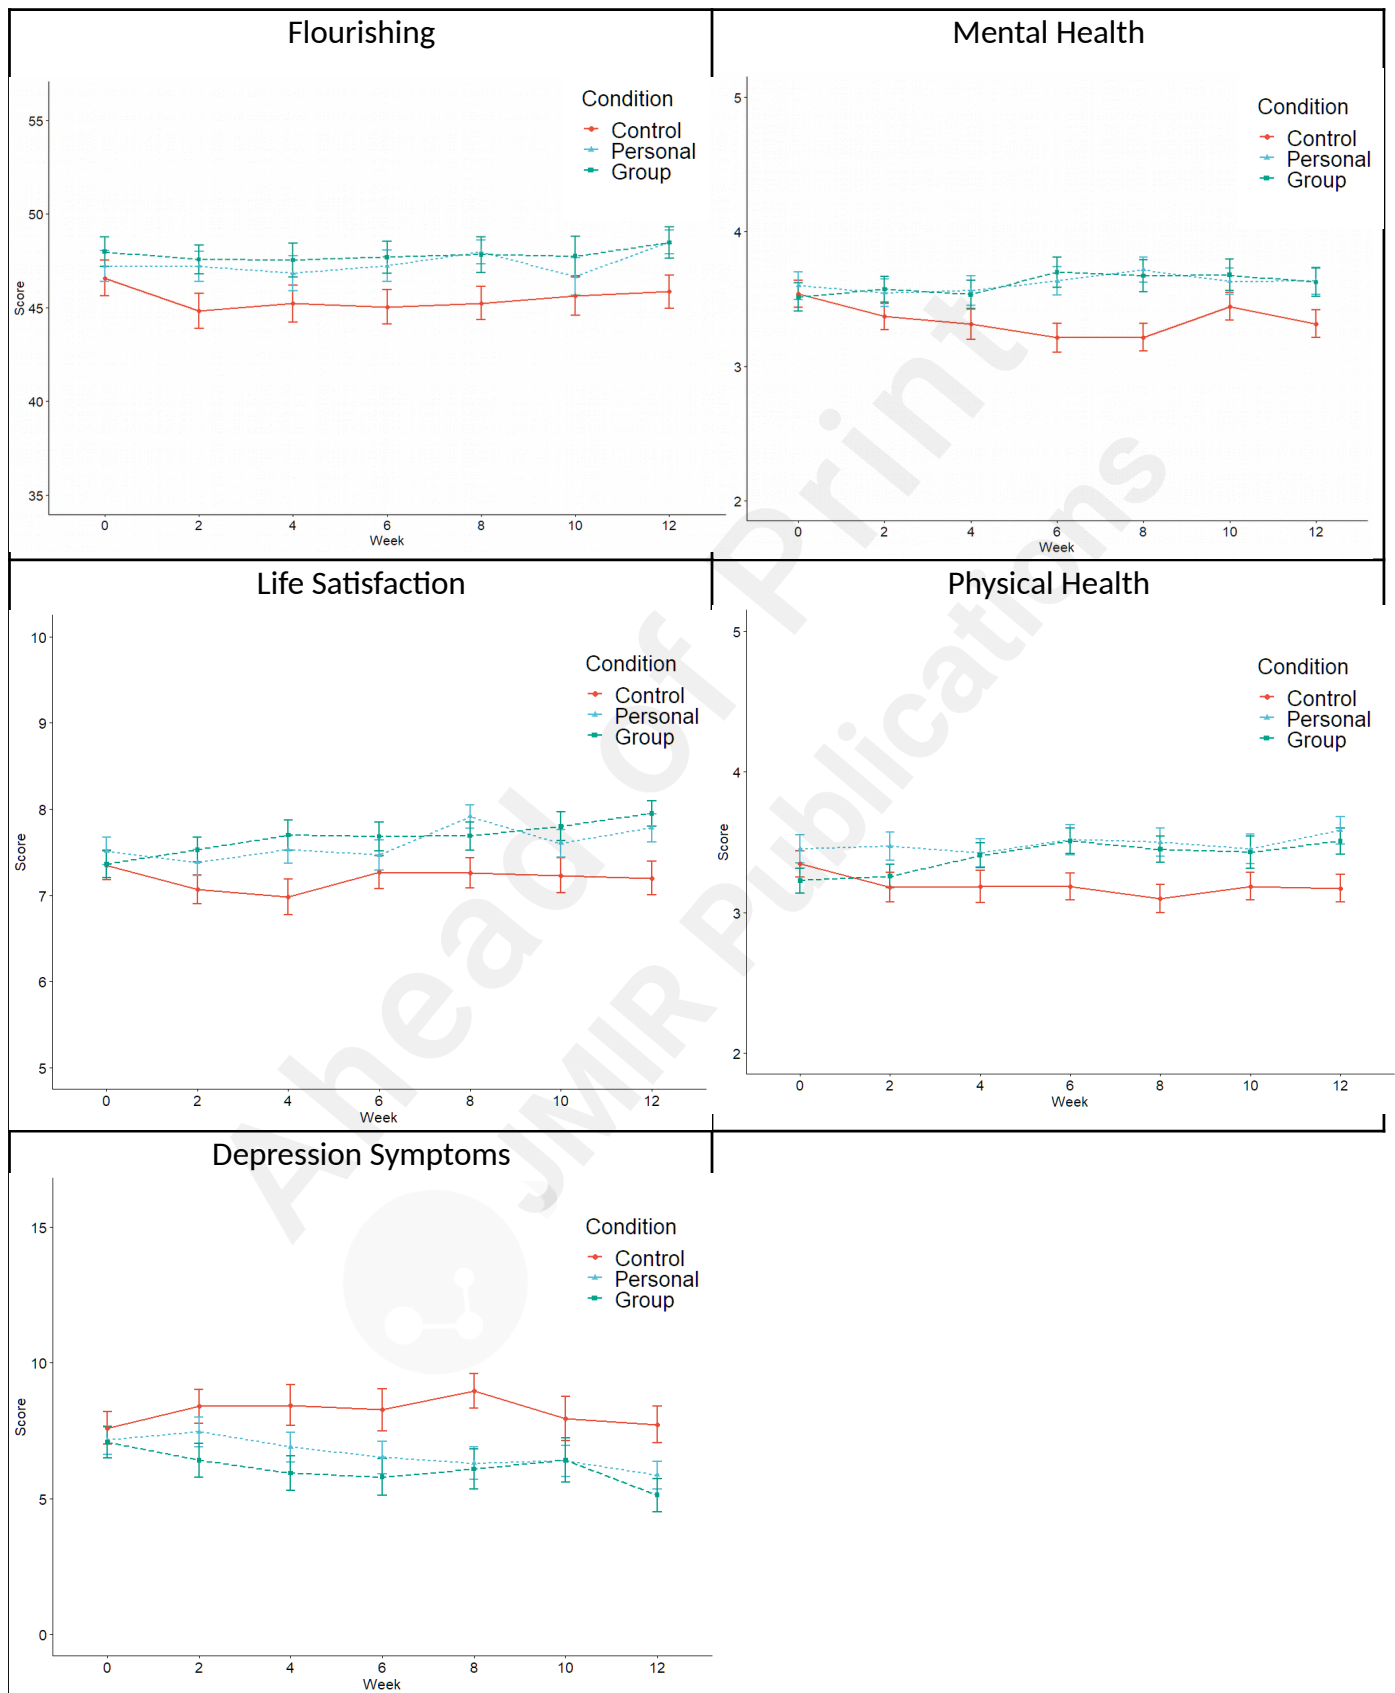 Flourishing
Condition
Control
Personal
Group
55
50
45
40
35
Score
0 2 4 6 8 10 12
Week
Mental Health
Condition
Control
Personal
Group
5
4
3
2
0 2 4 6 8 10 12
Week
Life Satisfaction
Condition
Control
Personal
Group
10
9
8
7
6
5
Score
0 2 4 6 8 10 12
Week
Physical Health
Condition
Control
Personal
Group
5
4
3
2
Score
0 2 4 6 8 10 12
Week
Depression Symptoms
Condition
Control
Personal
Group
15
10
5
0
Score
0 2 4 6 8 10 12
Week
Ahead of Print
JMIR Publications